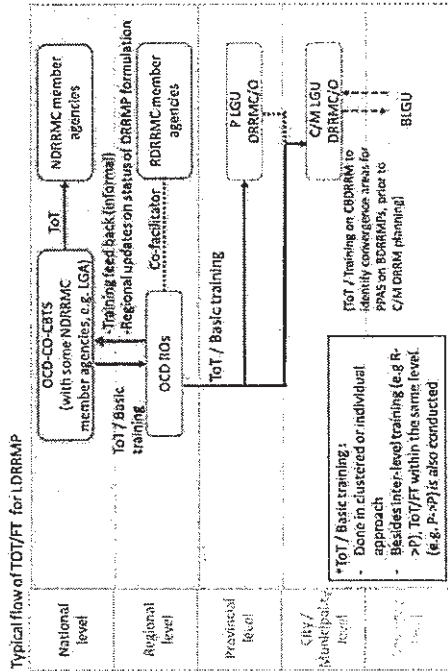 Typical flow of TOT/FT for LDRRMP
National
level
OCD-CO-CBTS
(with some NDRRMC
member agencies, e.g. LGA)
ToT
NDRRMC member
agencies
ToT / Basic
training
-Training feed back (informal)
-Regional updates on status of DRRMP formulation
Regional
level
OCD ROs
Co-facilitator
RDRRMC-member
agencies
Provincial
level
ToT / Basic training
P LGU
DRRMC/O
City/
Municipality
level
C/M LGU
DRRMC/O
(ToT / Training on CBDRRM to
identify convergence areas for
PPAS on BDRRMPs, prior to
C/M DRRM planning)
level
BLGU
*ToT / Basic training :
- Done in clustered or individual
approach
- Besides inter-level training (e.g R-
>P), ToT/FT within the same level
(e.g. P->P) is also conducted